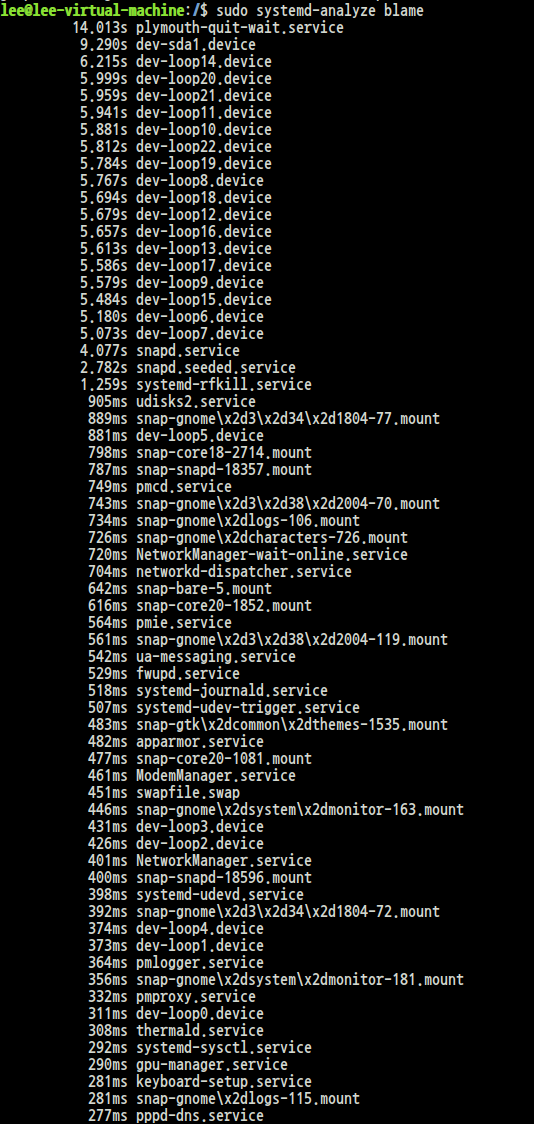 lee@lee-virtual-machine:/$ sudo systemd-analyze blame
14.013s plymouth-quit-wait.service
9.290s dev-sda1.device
6.215s dev-loop14.device
5.999s dev-loop20.device
5.959s dev-loop21.device
5.941s dev-loop11.device
5.881s dev-loop10.device
5.812s dev-loop22.device
5.784s dev-loop19.device
5.767s dev-loop8.device
5.694s dev-loop18.device
5.679s dev-loop12.device
5.657s dev-loop16.device
5.613s dev-loop13.device
5.586s dev-loop17.device
5.579s dev-loop9.device
5.484s dev-loop15.device
5.180s dev-loop6.device
5.073s dev-loop7.device
4.077s snapd.service
2.782s snapd.seeded.service
1.259s systemd-rfkill.service
905ms udisks2.service
889ms snap-gnome\x2d3\x2d34\x2d1804-77.mount
881ms dev-loop5.device
798ms snap-core18-2714.mount
787ms snap-snapd-18357.mount
749ms pmcd.service
743ms snap-gnome\x2d3\x2d38\x2d2004-70.mount
734ms snap-gnome\x2dlogs-106.mount
726ms snap-gnome\x2dcharacters-726.mount
720ms NetworkManager-wait-online.service
704ms networkd-dispatcher.service
642ms snap-bare-5.mount
616ms snap-core20-1852.mount
564ms pmie.service
561ms snap-gnome\x2d3\x2d38\x2d2004-119.mount
542ms ua-messaging.service
529ms fwupd.service
518ms systemd-journald.service
507ms systemd-udev-trigger.service
483ms snap-gtk\x2dcommon\x2dthemes-1535.mount
482ms apparmor.service
477ms snap-core20-1081.mount
461ms ModemManager.service
451ms swapfile.swap
446ms snap-gnome\x2dsystem\x2dmonitor-163.mount
431ms dev-loop3.device
426ms dev-loop2.device
401ms NetworkManager.service
400ms snap-snapd-18596.mount
398ms systemd-udevd.service
392ms snap-gnome\x2d3\x2d34\x2d1804-72.mount
374ms dev-loop4.device
373ms dev-loop1.device
364ms pmlogger.service
356ms snap-gnome\x2dsystem\x2dmonitor-181.mount
332ms pmproxy.service
311ms dev-loop0.device
308ms thermald.service
292ms systemd-sysctl.service
290ms gpu-manager.service
281ms keyboard-setup.service
281ms snap-gnome\x2dlogs-115.mount
277ms pppd-dns.service